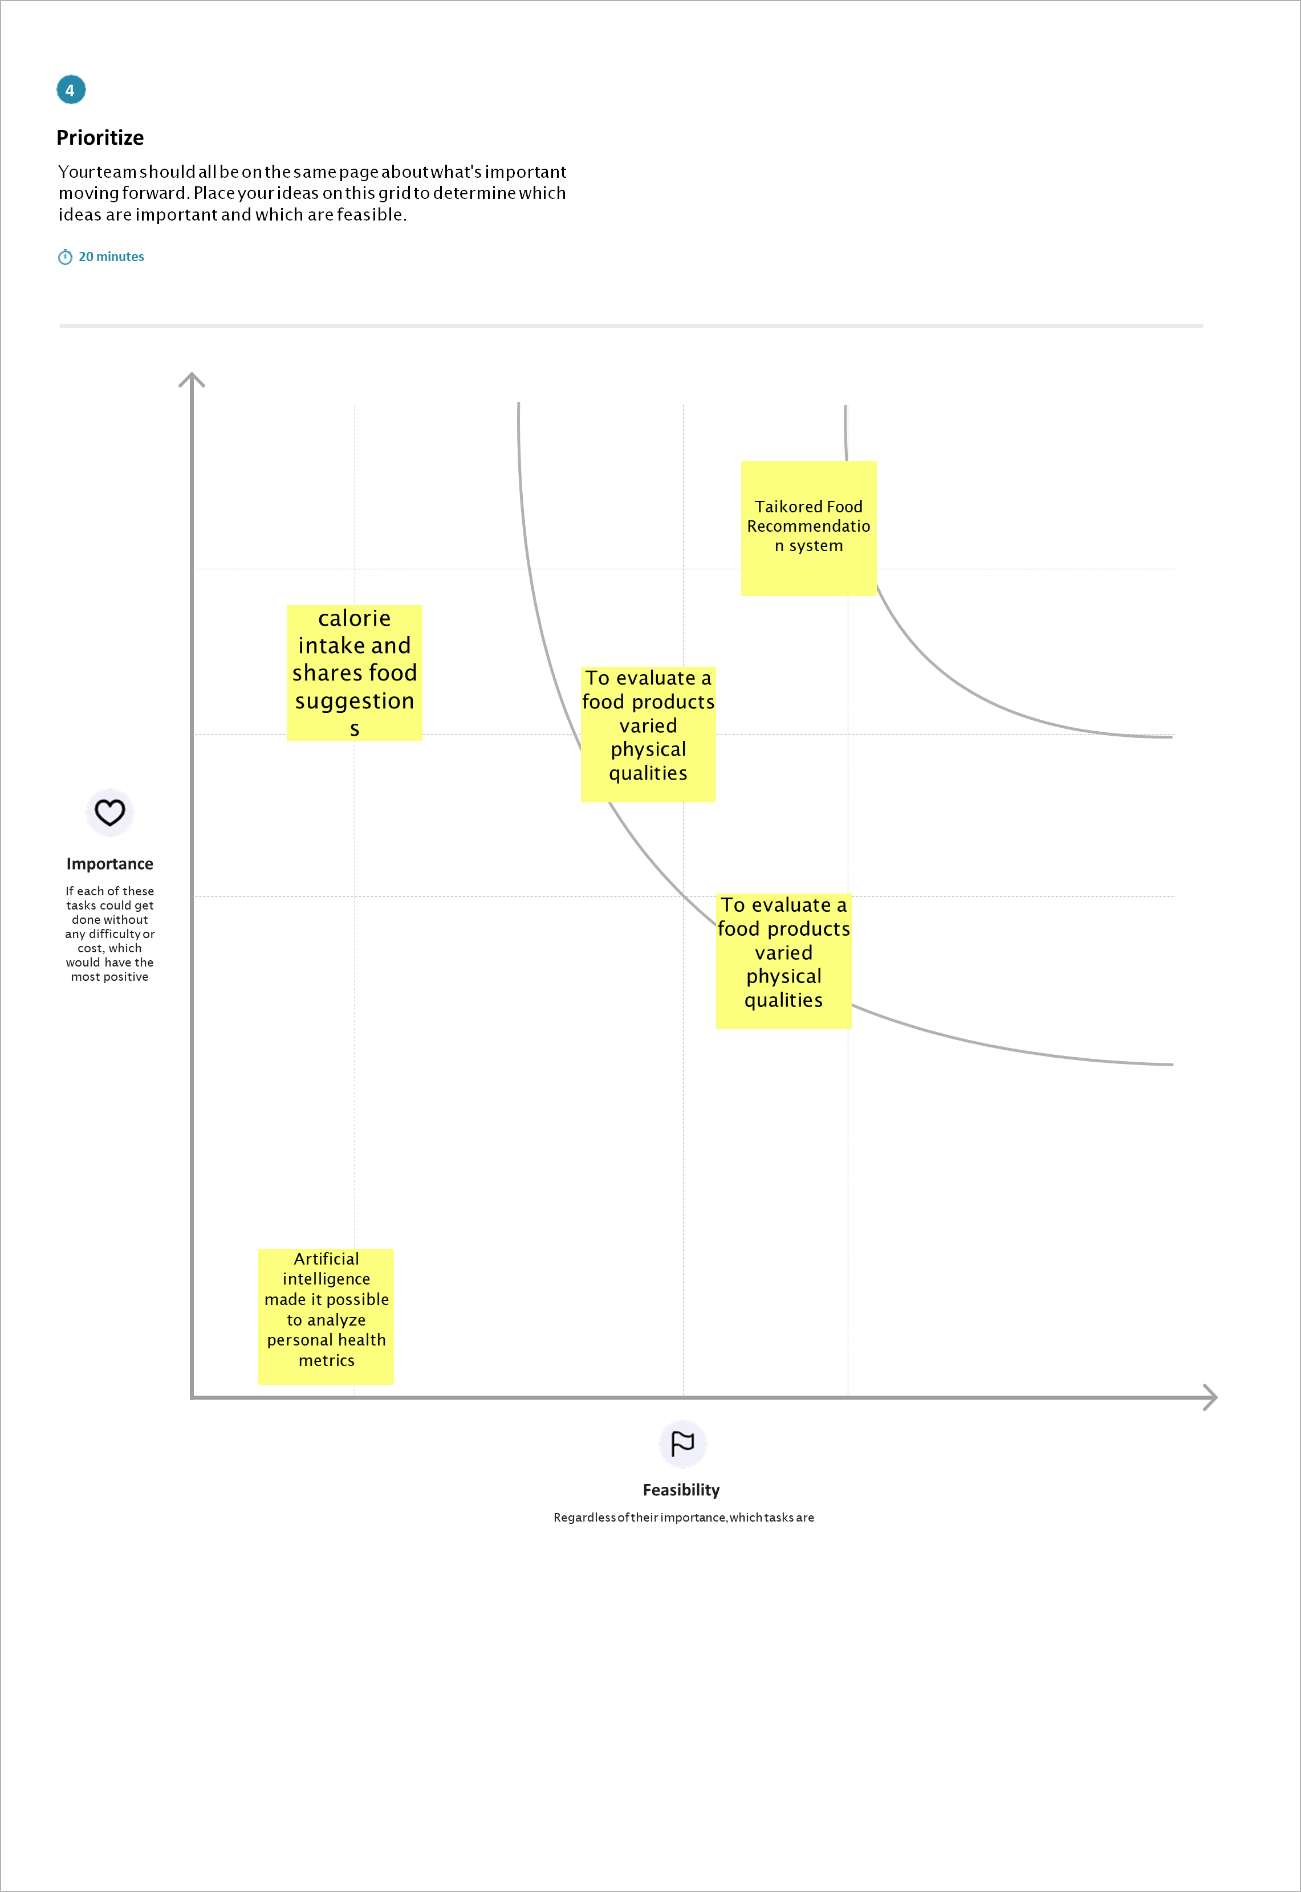 4
Prioritize
Your team should all be on the same page about what's important
moving forward. Place your ideas on this grid to determine which
ideas are important and which are feasible.
20 minutes
Taikored Food
Recommendatio
n system
calorie
intake and
shares food
suggestion
s
To evaluate a
food products
varied
physical
qualities
Importance
If each of these
tasks could get
done without
any difficulty or
cost, which
would have the
most positive
To evaluate a
food products
varied
physical
qualities
Artificial
intelligence
made it possible
to analyze
personal health
metrics
Feasibility
Regardless of their importance, which tasks are